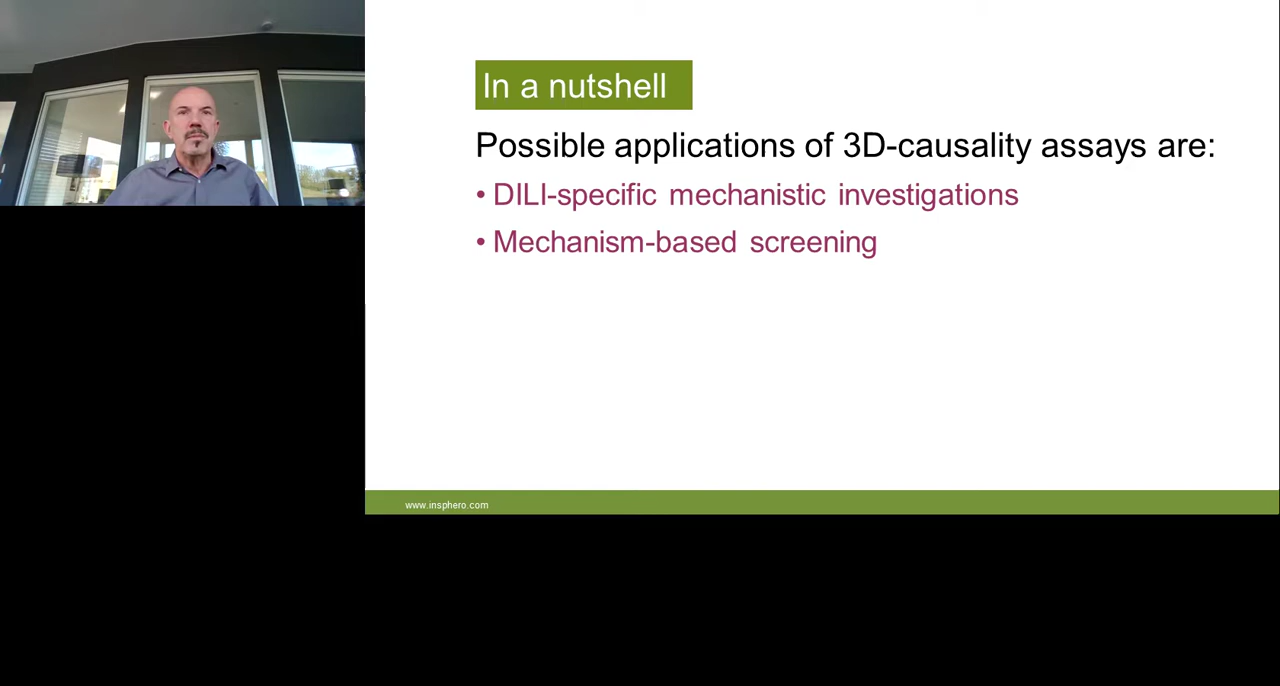 In a nutshell
Possible applications of 3D-causality assays are:
• DILI-specific mechanistic investigations
• Mechanism-based screening
www.insphero.com